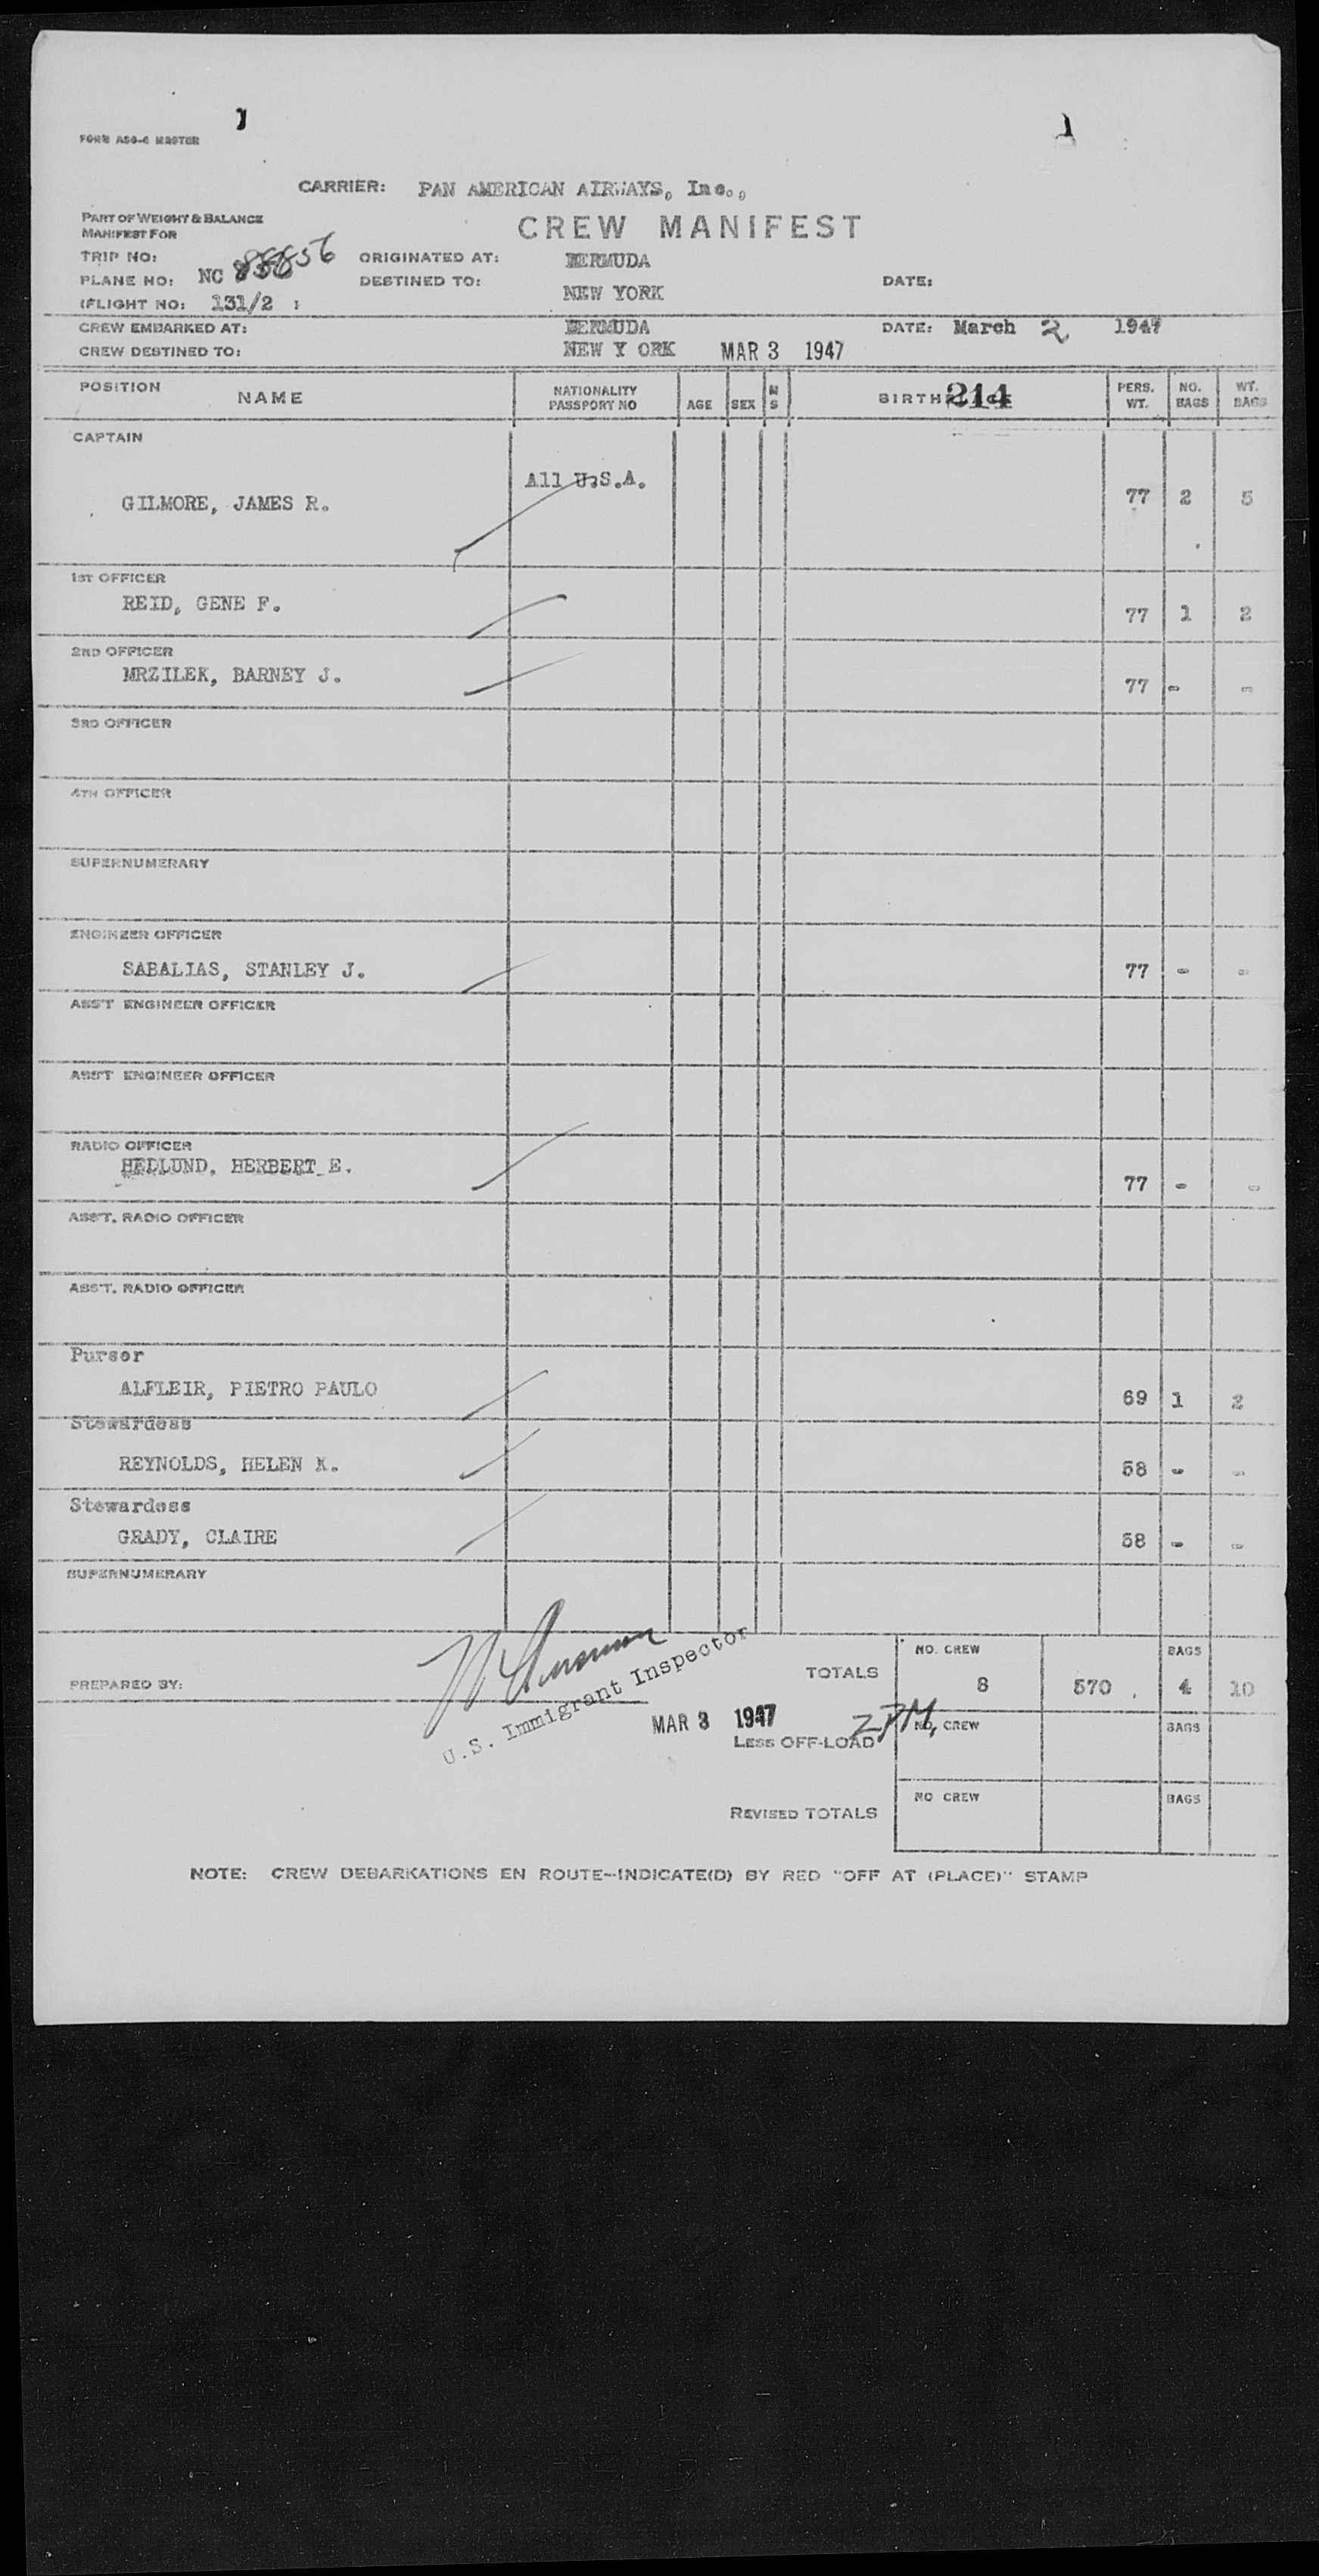 1 1
FORM ASG-6 MASTER
CARRIER: PAN AMERICAN AIRWAYS, Inc.,
PART OF WEIGHT & BALANCE
MANIFEST FOR
CREW MANIFEST
TRIP NO: ORIGINATED AT: BERMUDA
PLANE NO: NC 88856 DESTINED TO: NEW YORK DATE:
(FLIGHT NO: 131/2 )
CREW EMBARKED AT: BERMUDA DATE: March 2 1947
CREW DESTINED TO: NEW Y ORK MAR 3 1947
POSITION NAME NATIONALITY PASSPORT NO AGE SEX M S 214 PERS. WT. NO. BAGS WT. BAGS
CAPTAIN
All U.S.A.
GILMORE, JAMES R. 77 2 5
1ST OFFICER
REID, GENE F. 77 1 2
2ND OFFICER
MRZILEK, BARNEY J. 77 - -
3RD OFFICER
4TH OFFICER
SUPERNUMERARY
ENGINEER OFFICER
SABALIAS, STANLEY J. 77 - -
ASS'T ENGINEER OFFICER
ASS'T ENGINEER OFFICER
RADIO OFFICER
HEDLUND, HERBERT E. 77 - -
ASS'T. RADIO OFFICER
ASS'T. RADIO OFFICER
Purser
ALFLEIR, PIETRO PAULO 69 1 2
Stewardess
REYNOLDS, HELEN K. 58 - -
Stewardess
GRADY, CLAIRE 58 - -
SUPERNUMERARY
NO. CREW BAGS
PREPARED BY: TOTALS 8 570 4 10
U.S. Immigrant Inspector
MAR 3 1947 2PM
LESS OFF-LOAD NO. CREW BAGS
REVISED TOTALS NO CREW BAGS
NOTE: CREW DEBARKATIONS EN ROUTE--INDICATE(D) BY RED "OFF AT (PLACE)" STAMP